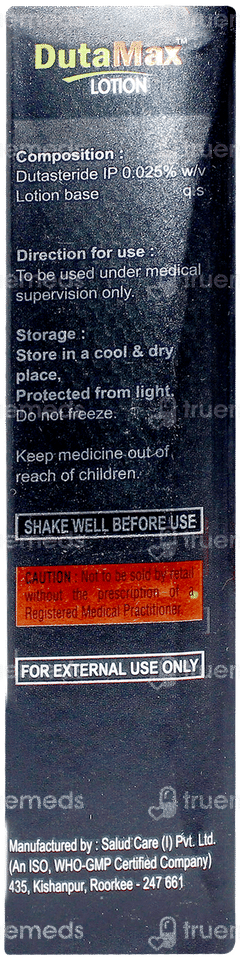 DutaMax™
LOTION
Composition :
Dutasteride IP 0.025% w/v
Lotion base q.s
Direction for use :
To be used under medical
supervision only.
Storage :
Store in a cool & dry
place,
Protected from light.
Do not freeze.
Keep medicine out of
reach of children.
SHAKE WELL BEFORE USE
CAUTION : Not to be sold by retail
without the prescription of a
Registered Medical Practitioner.
FOR EXTERNAL USE ONLY
Manufactured by : Salud Care (I) Pvt. Ltd.
(An ISO, WHO-GMP Certified Company)
435, Kishanpur, Roorkee - 247 661